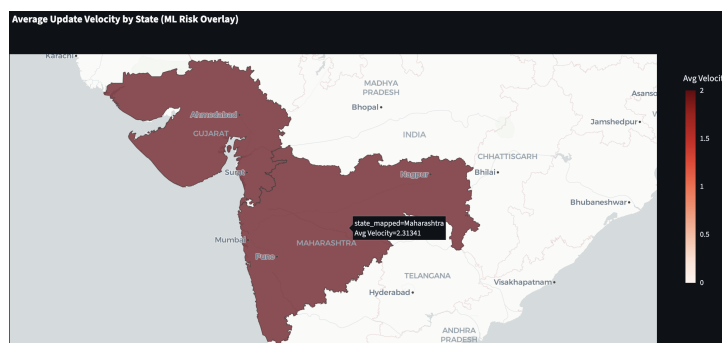 Average Update Velocity by State (ML Risk Overlay)
Karachi
MADHYA
PRADESH
Bhopal
Ahmedabad
GUJARAT
INDIA
Asanso
Jamshedpur
CHHATTISGARH
Surat
Nagpur
Bhilai
Bhubaneswar
state_mapped=Maharashtra
Avg Velocity=2.31341
Mumbai
MAHARASHTRA
Pune
TELANGANA
Hyderabad
Visakhapatnam
ANDHRA
PRADESH
Avg Velocit
2
1.5
1
0.5
0